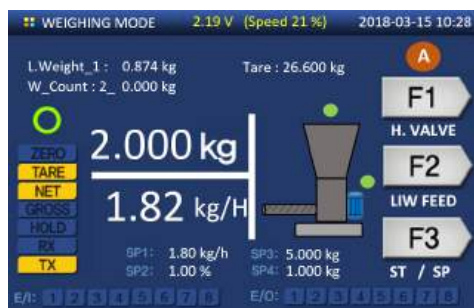 WEIGHING MODE 2.19 V (Speed 21 %) 2018-03-15 10:28
L.Weight_1 : 0.874 kg Tare : 26.600 kg A
W_Count : 2_ 0.000 kg
F1
H. VALVE
ZERO
2.000 kg
TARE
F2
NET
LIW FEED
GROSS
1.82 kg/H
HOLD
F3
RX
SP1: 1.80 kg/h SP3: 5.000 kg
TX
SP2: 1.00 % SP4: 1.000 kg
ST / SP
E/I: 1 2 3 4 5 6 7 8 E/O: 1 2 3 4 5 6 7 8